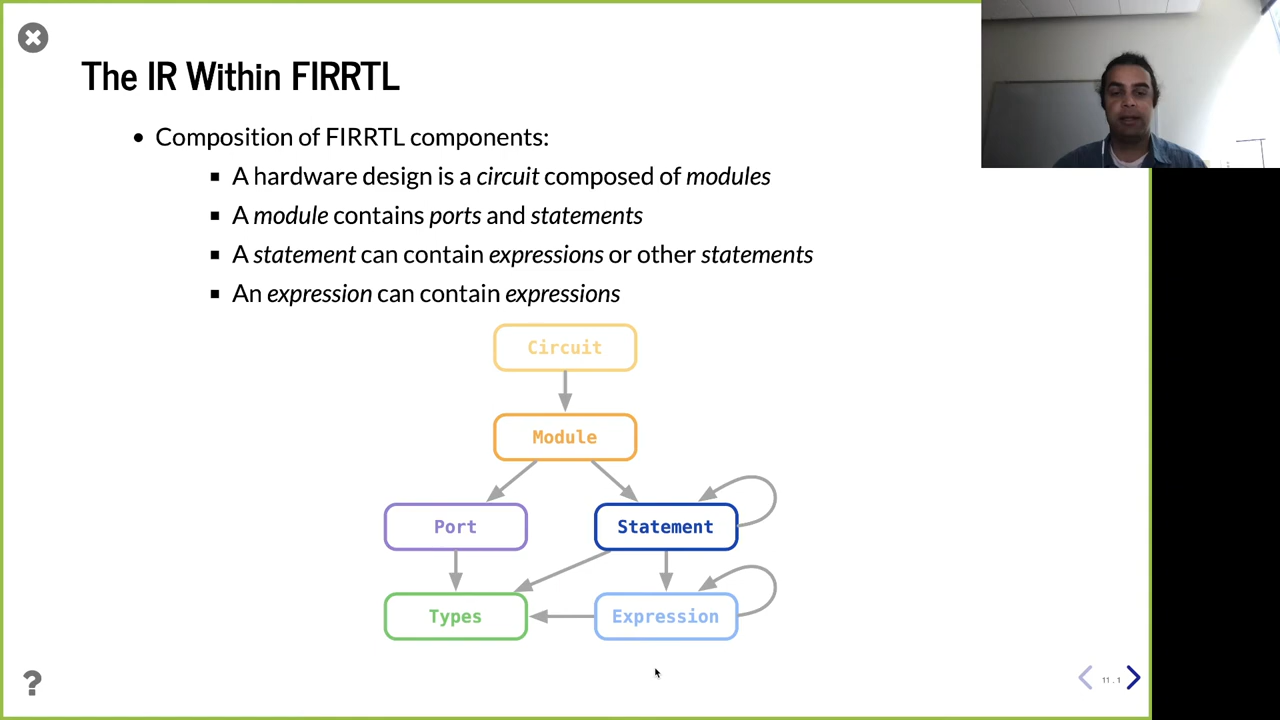 The IR Within FIRRTL
• Composition of FIRRTL components:
▪ A hardware design is a circuit composed of modules
▪ A module contains ports and statements
▪ A statement can contain expressions or other statements
▪ An expression can contain expressions
Circuit
Module
Port
Statement
Types
Expression
?
11.1